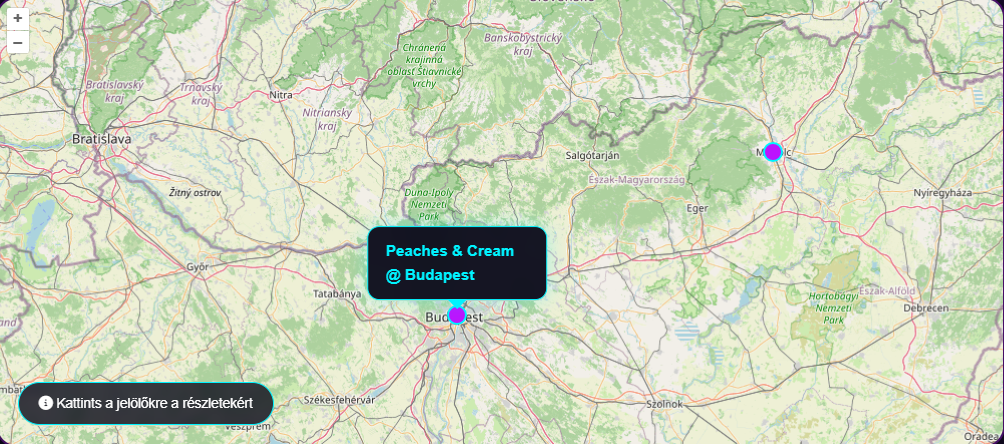 +
−
Banskobystrický
kraj
Chránená
krajinná
oblasť Štiavnické
vrchy
Bratislavský
kraj
Trnavský
kraj
Nitra
Nitriansky
kraj
Bratislava
Salgótarján
Žitný ostrov
Észak-Magyarország
Nyíregyháza
Duna-Ipoly
Nemzeti
Park
Eger
Peaches & Cream
@ Budapest
Győr
Tatabánya
Észak-Alföld
Hortobágyi
Nemzeti
Park
Debrecen
Kattints a jelölőkre a részletekért
Székesfehérvár
Szolnok
Veszprém
Oradea